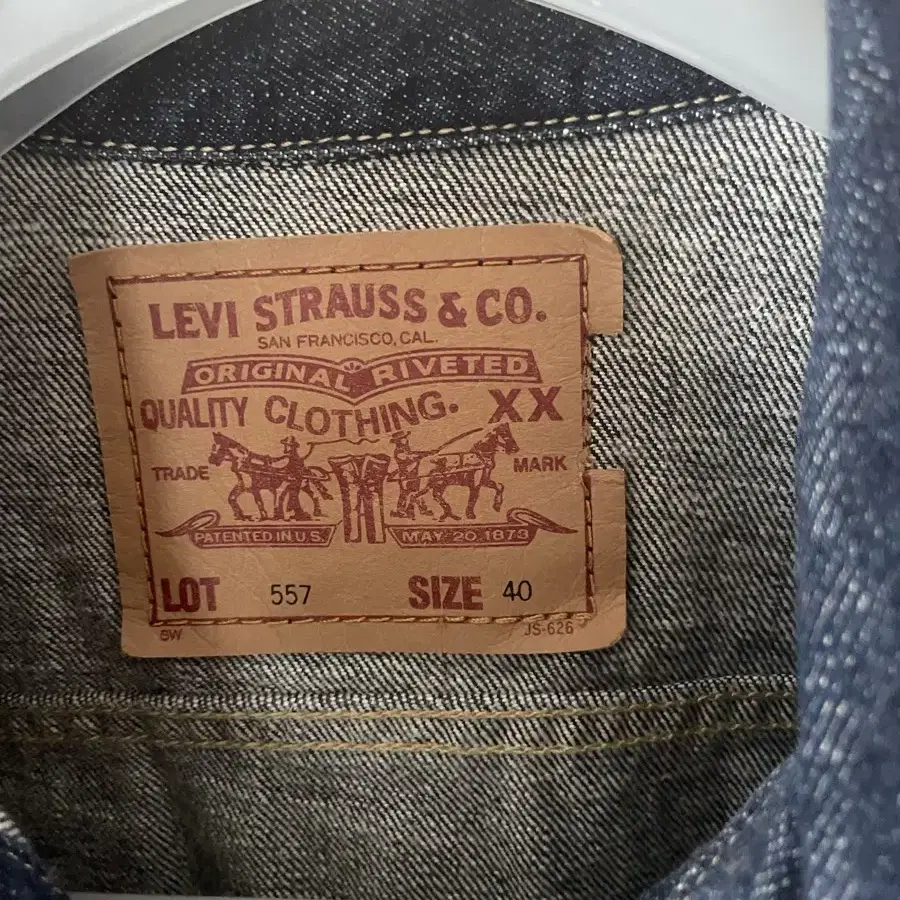 LEVI STRAUSS & CO.
SAN FRANCISCO, CAL.
ORIGINAL RIVETED
QUALITY CLOTHING. XX
TRADE MARK
PATENTED IN U.S. MAY 20 1873
LOT 557 SIZE 40
SW JS-626